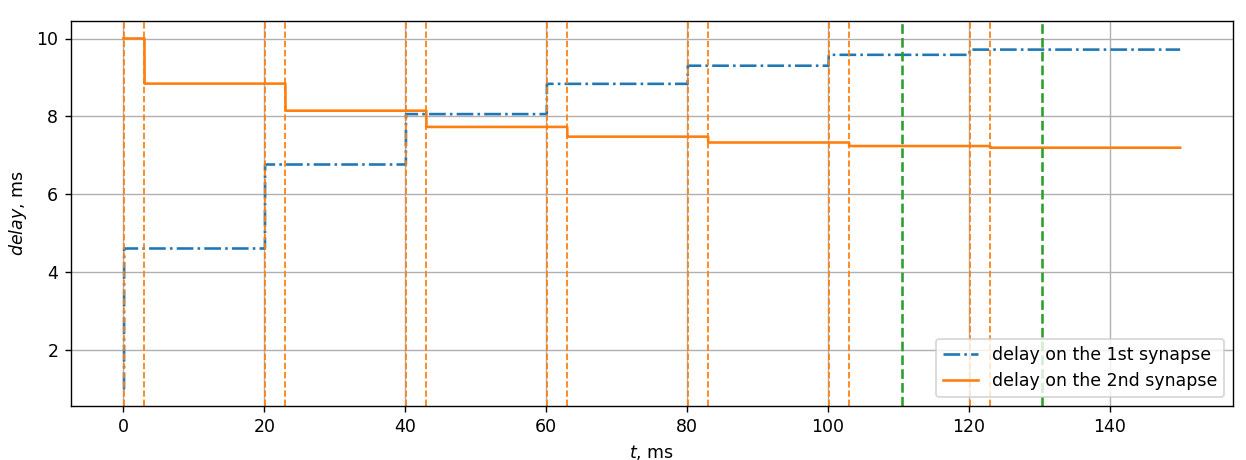 10
8
6
4
2
delay, ms
0 20 40 60 80 100 120 140
t, ms
delay on the 1st synapse
delay on the 2nd synapse